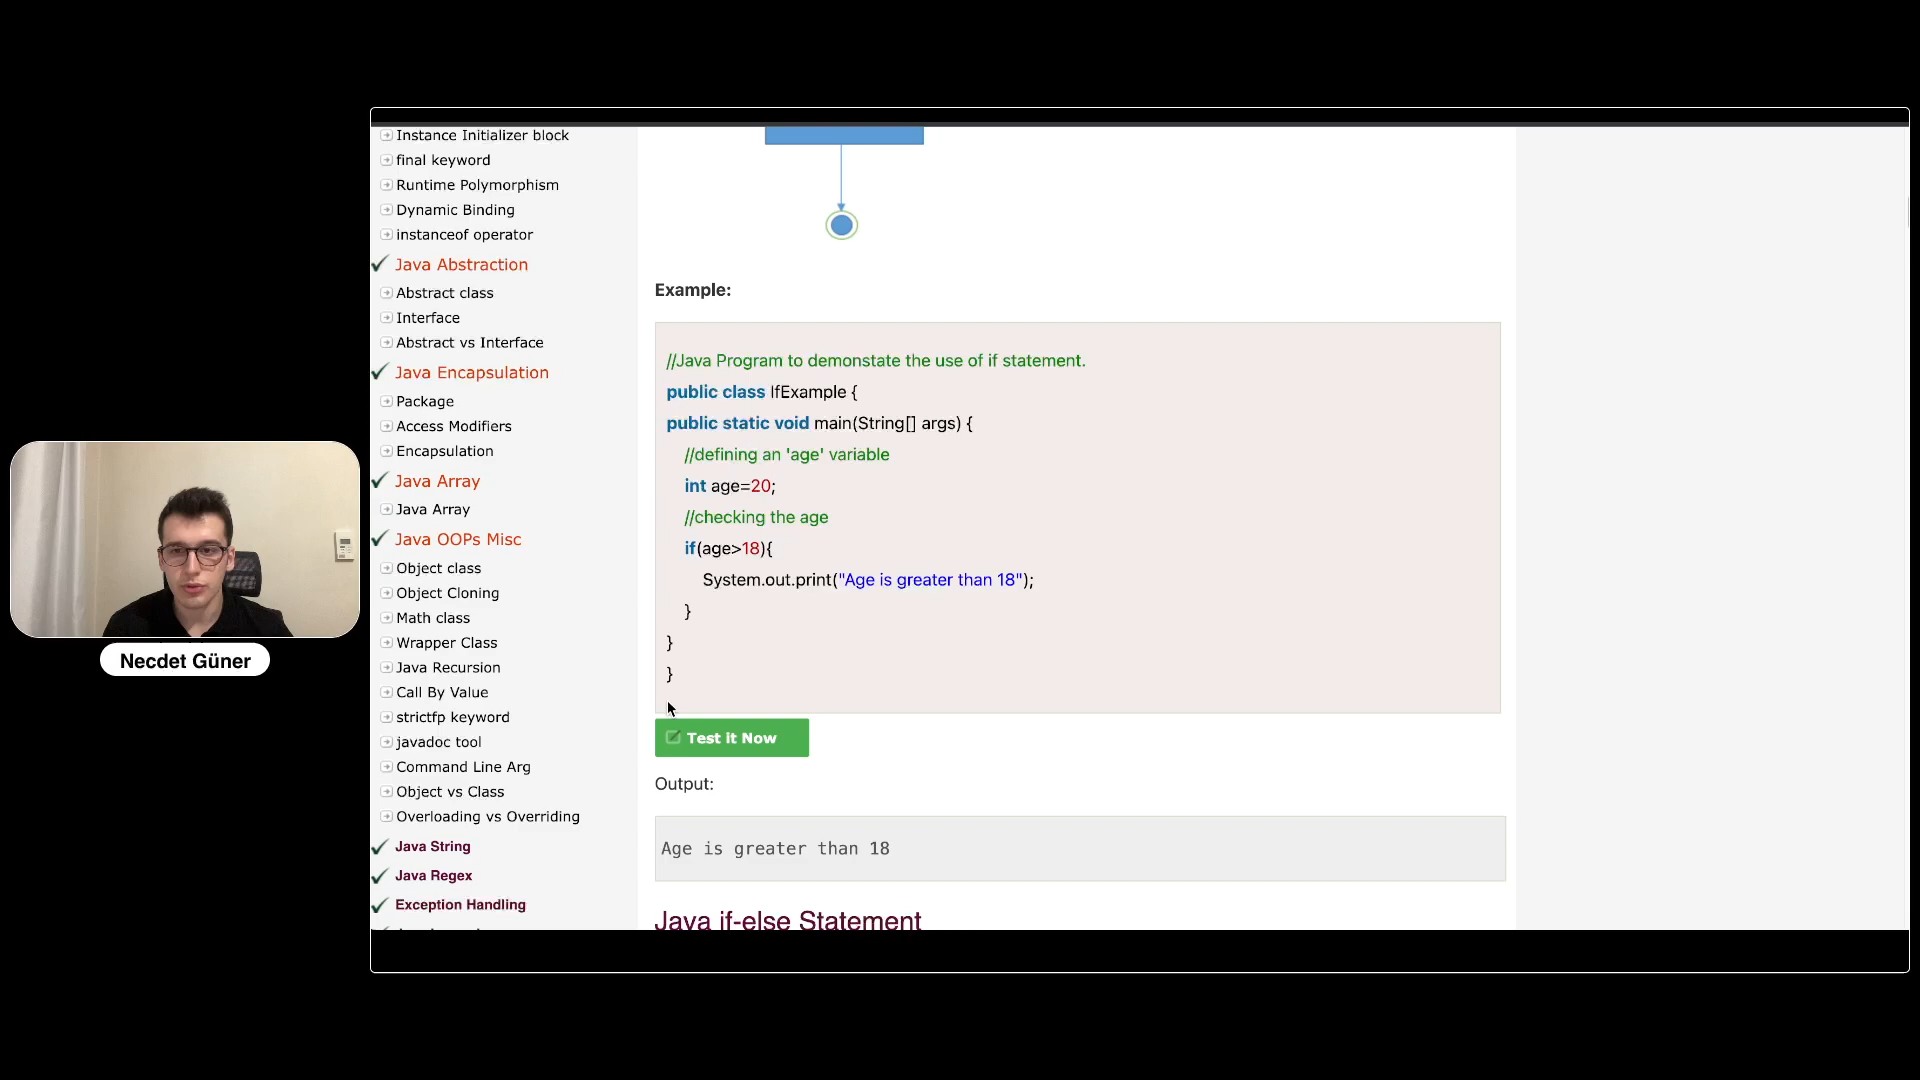 Instance Initializer block
final keyword
Runtime Polymorphism
Dynamic Binding
instanceof operator
Java Abstraction
Abstract class
Interface
Abstract vs Interface
Java Encapsulation
Package
Access Modifiers
Encapsulation
Java Array
Java Array
Java OOPs Misc
Object class
Object Cloning
Math class
Wrapper Class
Java Recursion
Call By Value
strictfp keyword
javadoc tool
Command Line Arg
Object vs Class
Overloading vs Overriding
Java String
Java Regex
Exception Handling
Example:
//Java Program to demonstate the use of if statement.
public class IfExample {
public static void main(String[] args) {
//defining an 'age' variable
int age=20;
//checking the age
if(age>18){
System.out.print("Age is greater than 18");
}
}
}
Test it Now
Output:
Age is greater than 18
Java if-else Statement
Necdet Güner